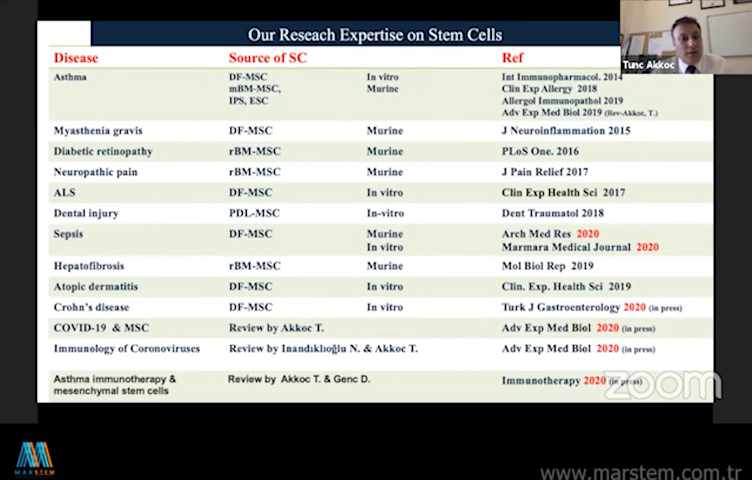 Our Reseach Expertise on Stem Cells
Tunc Akkoc
Disease Source of SC Ref
Asthma DF-MSC In vitro Int Immunopharmacol. 2014
mBM-MSC, Murine Clin Exp Allergy 2018
IPS, ESC Allergol Immunopathol 2019
Adv Exp Med Biol 2019 (Rev-Akkoc, T.)
Myasthenia gravis DF-MSC Murine J Neuroinflammation 2015
Diabetic retinopathy rBM-MSC Murine PLoS One. 2016
Neuropathic pain rBM-MSC Murine J Pain Relief 2017
ALS DF-MSC In vitro Clin Exp Health Sci 2017
Dental injury PDL-MSC In-vitro Dent Traumatol 2018
Sepsis DF-MSC Murine Arch Med Res 2020
In vitro Marmara Medical Journal 2020
Hepatofibrosis rBM-MSC Murine Mol Biol Rep 2019
Atopic dermatitis DF-MSC In vitro Clin. Exp. Health Sci 2019
Crohn's disease DF-MSC In vitro Turk J Gastroenterology 2020 (in press)
COVID-19 & MSC Review by Akkoc T. Adv Exp Med Biol 2020 (in press)
Immunology of Coronoviruses Review by Inandıklıoğlu N. & Akkoc T. Adv Exp Med Biol 2020 (in press)
Asthma immunotherapy & Review by Akkoc T. & Genc D. Immunotherapy 2020 (in press)
mesenchymal stem cells
zoom
MARSTEM
www.marstem.com.tr